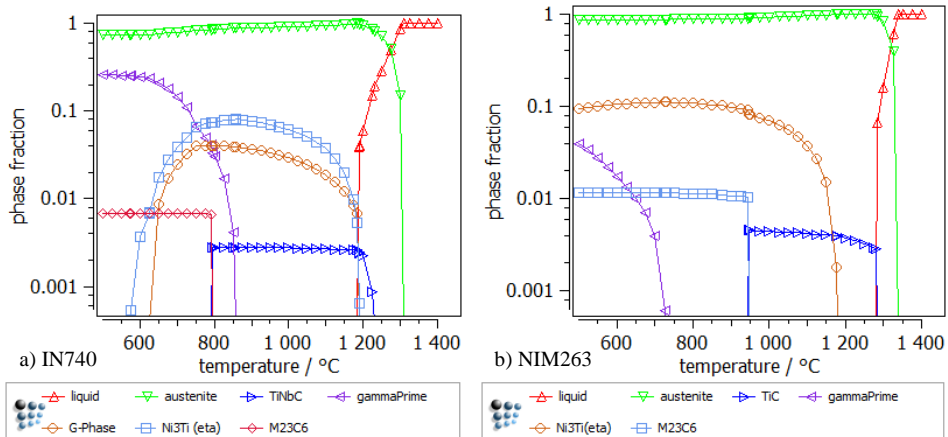 1
0.1
0.01
0.001
phase fraction
600
800
1 000
1 200
1 400
temperature / °C
a) IN740
liquid
austenite
TiNbC
gammaPrime
G-Phase
Ni3Ti (eta)
M23C6
1
0.1
0.01
0.001
phase fraction
600
800
1 000
1 200
1 400
temperature / °C
b) NIM263
liquid
austenite
TiC
gammaPrime
Ni3Ti(eta)
M23C6